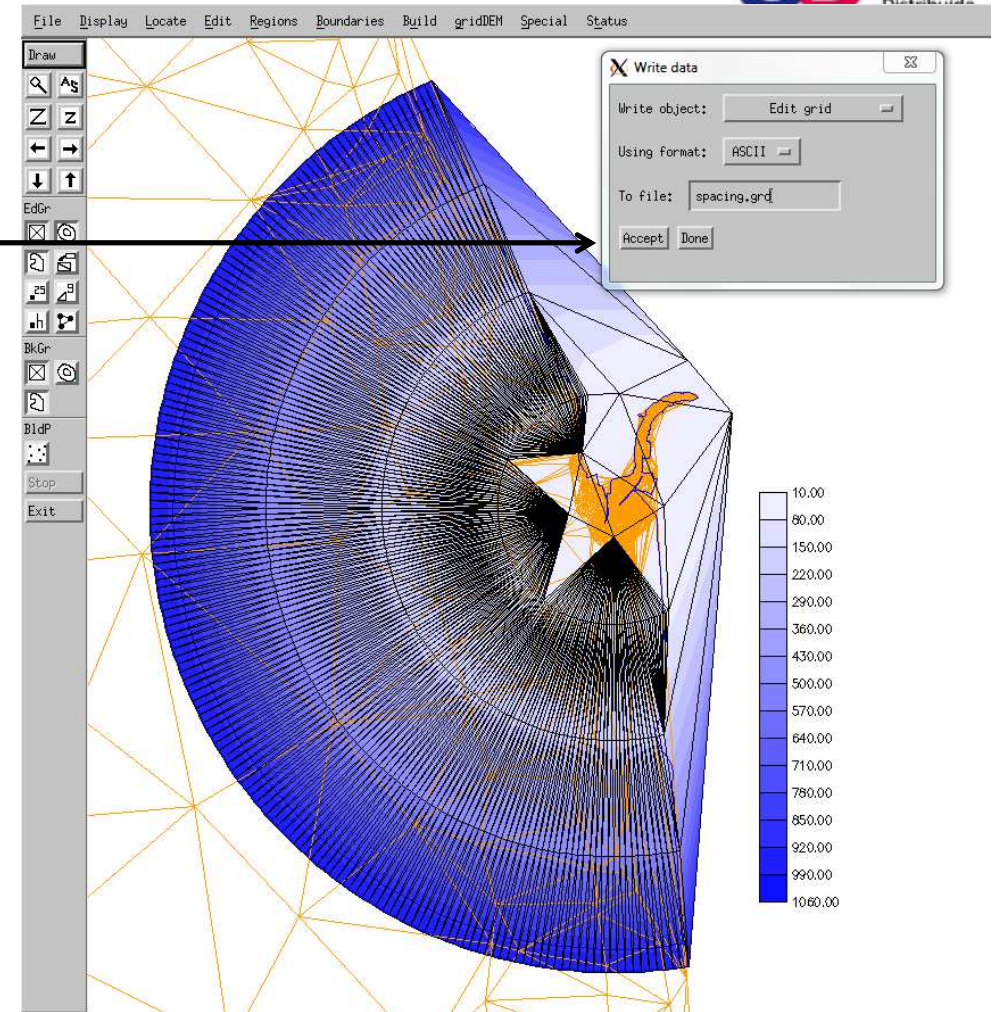 Distribuida
File Display Locate Edit Regions Boundaries Build gridDEM Special Status
Draw
AS
Z z
EdGr
.25 g
.h
BkGr
BldP
Stop
Exit
Write data
Write object: Edit grid
Using format: ASCII
To file: spacing.grd
Accept Done
10.00
80.00
150.00
220.00
290.00
360.00
430.00
500.00
570.00
640.00
710.00
780.00
850.00
920.00
990.00
1060.00